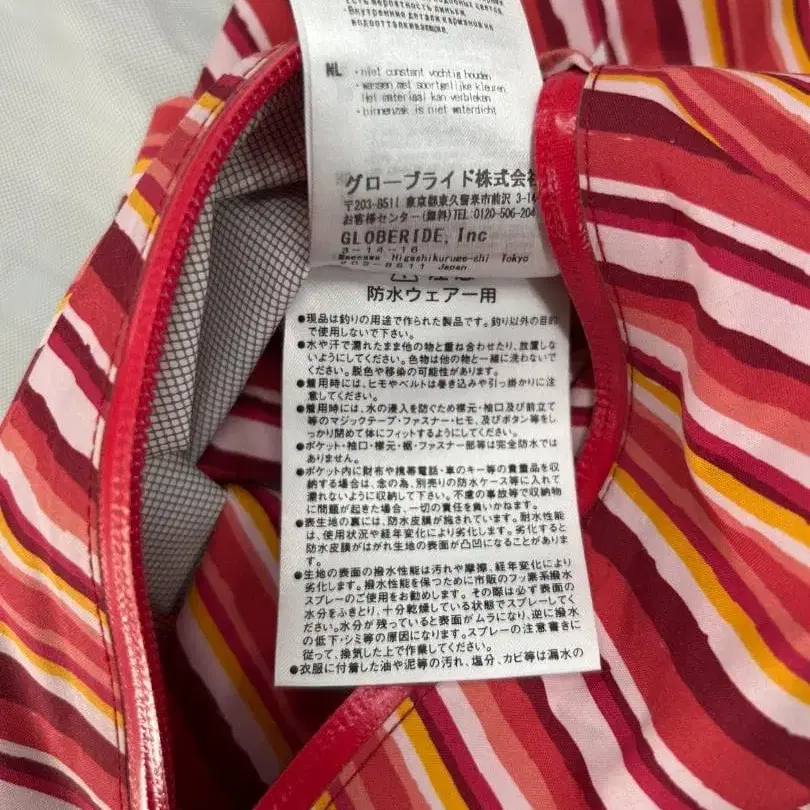 есть вероятность линьки.
-Внутренние детали кармана не
водоотталкивающие.
NL
· niet constant vochtig houden
· wassen met soortgelijke kleuren
Het materiaal kan verbleken
· binnenzak is niet waterdicht
グローブライド株式会
〒203-8511 東京都東久留米市前沢 3-14
お客様センター(無料)TEL:0120-506-204
GLOBERIDE, Inc
3-14-16
Maesawa Higashikurume-shi Tokyo
203-8511 Japan
防水ウェアー用
●現品は釣りの用途で作られた製品です。釣り以外の目的
で使用しないで下さい。
●水や汗で濡れたまま他の物と重ね合わせたり、放置しな
いようにしてください。色物は他の物と一緒に洗わないで
ください。脱色や移染の可能性があります。
●着用時には、ヒモやベルトは巻き込みや引っ掛かりに注
意してください。
●着用時には、水の浸入を防ぐため襟元・袖口及び前立て
等のマジックテープ・ファスナー・ヒモ、及びボタン等をし
っかり閉めて体にフィットするようにしてください。
●ポケット・袖口・襟元・裾・ファスナー部等は完全防水では
ありません。
●ポケット内に財布や携帯電話・車のキー等の貴重品を収
納する場合は、念の為、別売りの防水ケース等に入れて
濡れないように収納して下さい。不慮の事故等で収納物
に問題が起きた場合、一切の責任を負いかねます。
●表生地の裏には、防水皮膜が施されています。耐水性能
は、使用状況や経年変化により劣化します。劣化すると
防水皮膜がはがれ生地の表面が凸凹になることがありま
す。
●生地の表面の撥水性能は汚れや摩擦、経年変化により
劣化します。撥水性能を保つために市販のフッ素系撥水
スプレーのご使用をお勧めします。その際は必ず表面の
水分をふきとり、十分乾燥している状態でスプレーしてく
ださい。水分が残っていると表面がムラになり、逆に撥水
の低下・シミ等の原因になります。スプレーの注意書きに
従って、換気した上で作業してください。
●衣服に付着した油や泥等の汚れ、塩分、カビ等は漏水の